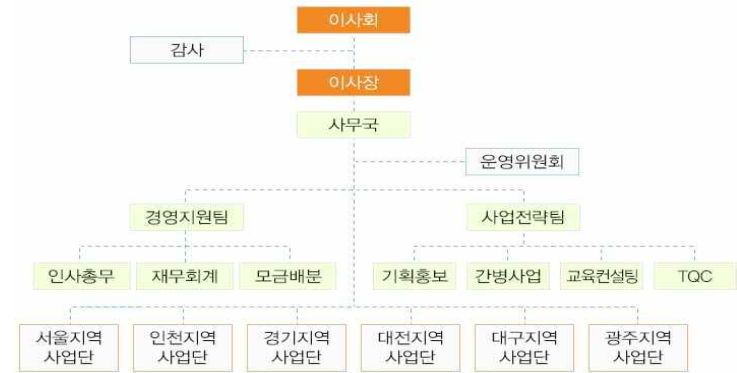 이사회
감사
이사장
사무국
운영위원회
경영지원팀
사업전략팀
인사총무
재무회계
모금배분
기획홍보
간병사업
교육컨설팅
TQC
서울지역
사업단
인천지역
사업단
경기지역
사업단
대전지역
사업단
대구지역
사업단
광주지역
사업단